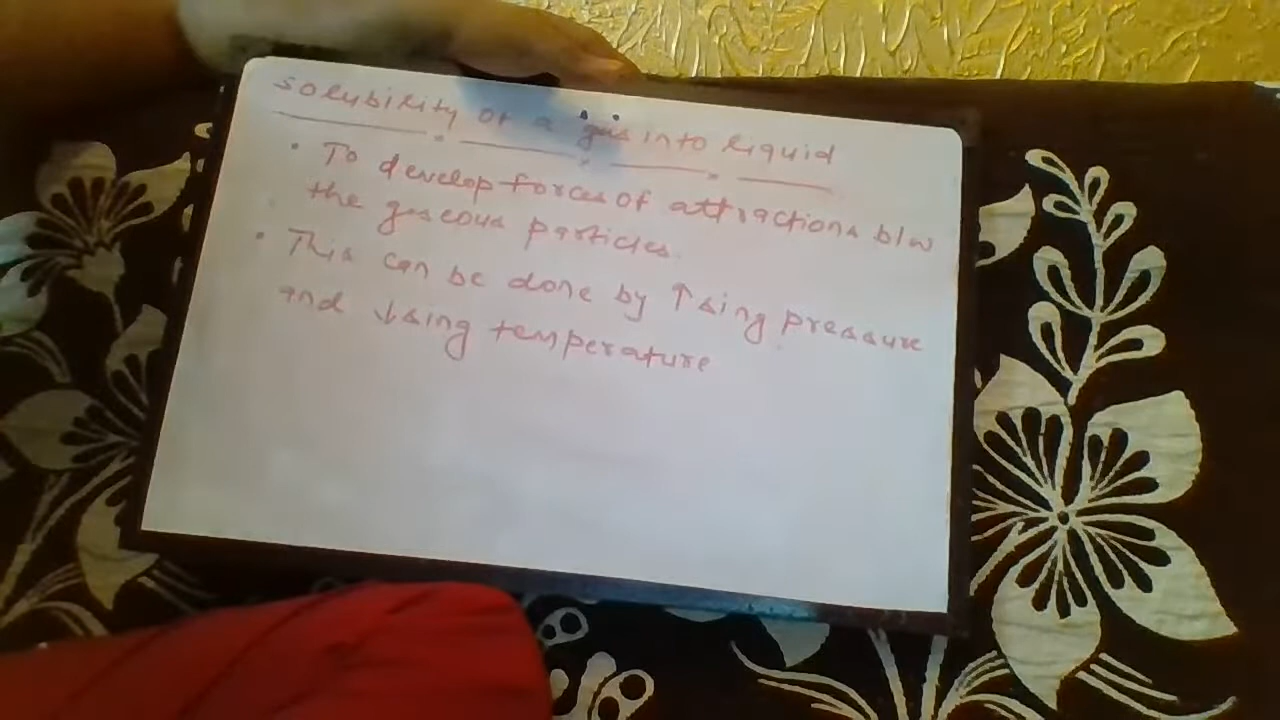 Solubility of a gas into liquid
• To develop forces of attractions b/w
the gaseous particles.
• This can be done by ↑sing pressure
and ↓sing temperature